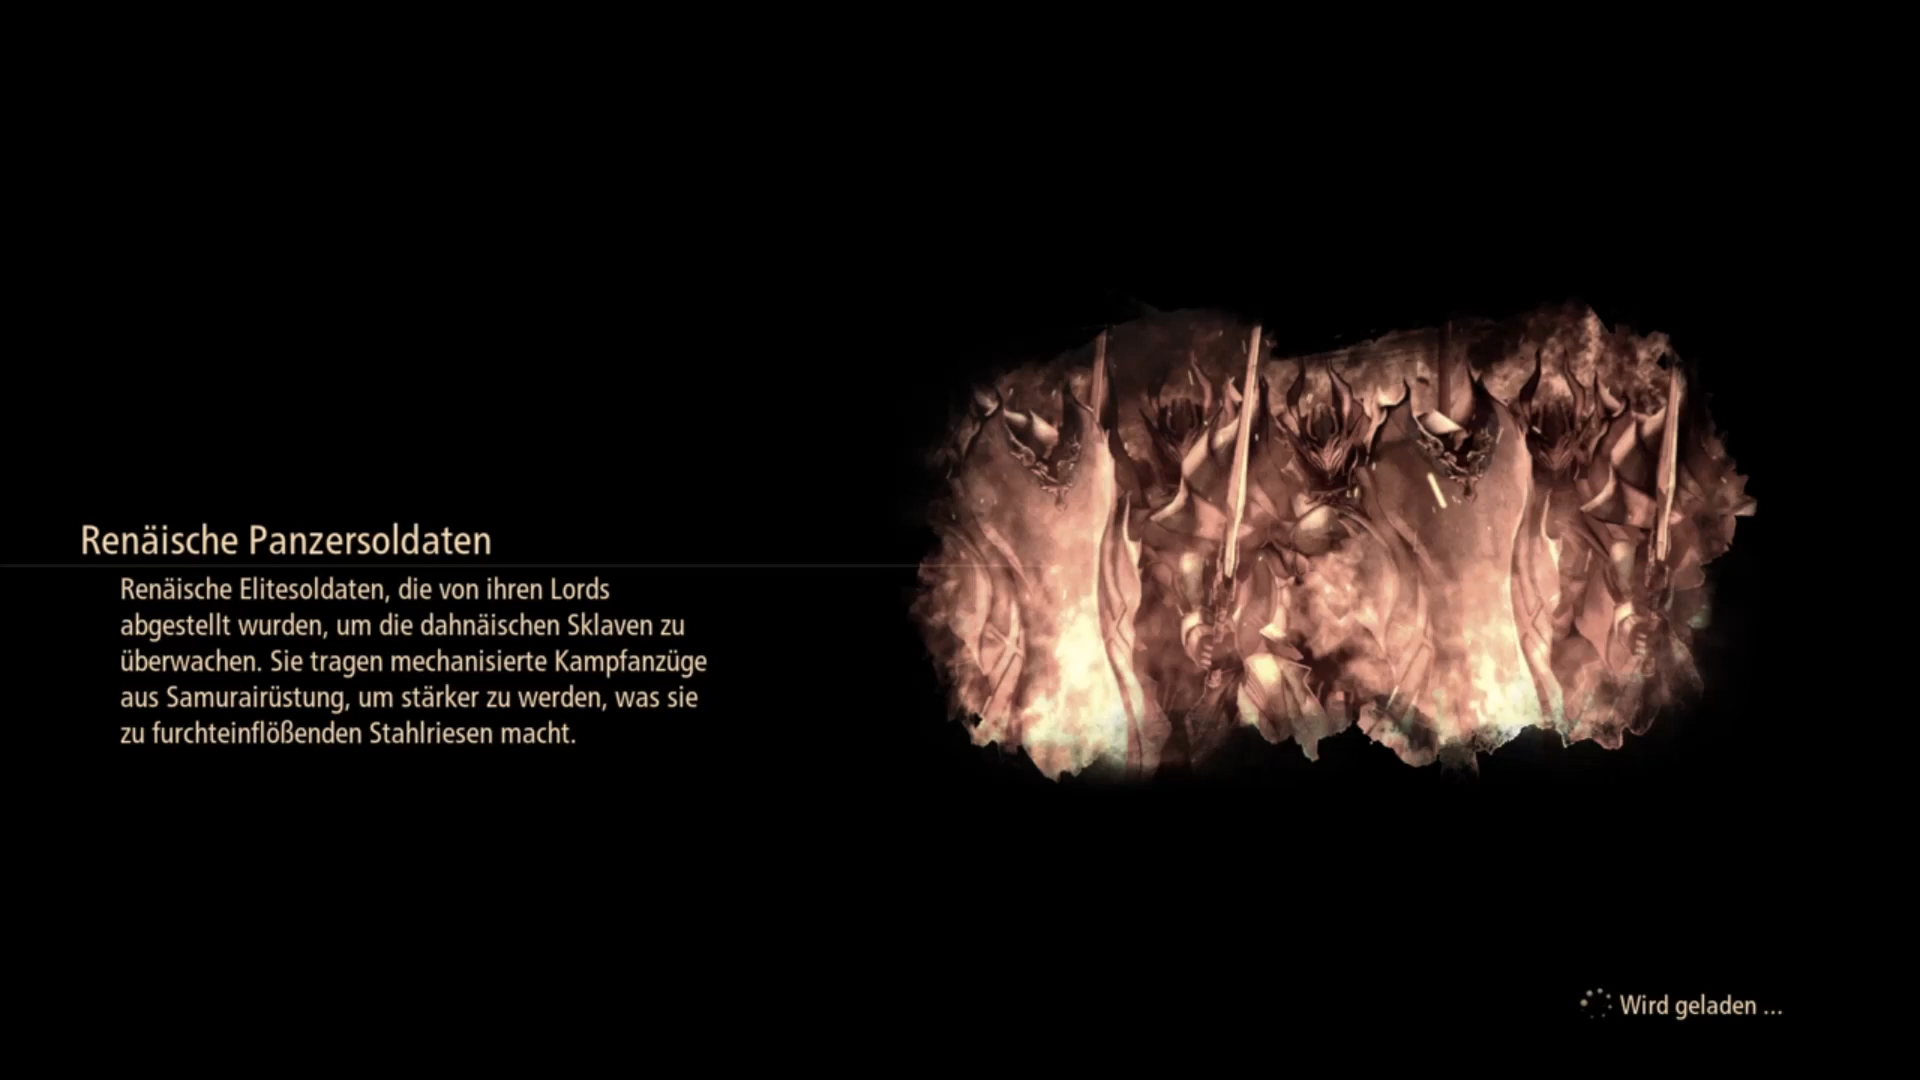 Renäische Panzersoldaten
Renäische Elitesoldaten, die von ihren Lords
abgestellt wurden, um die dahnäischen Sklaven zu
überwachen. Sie tragen mechanisierte Kampfanzüge
aus Samurairüstung, um stärker zu werden, was sie
zu furchteinflößenden Stahlriesen macht.
Wird geladen ...